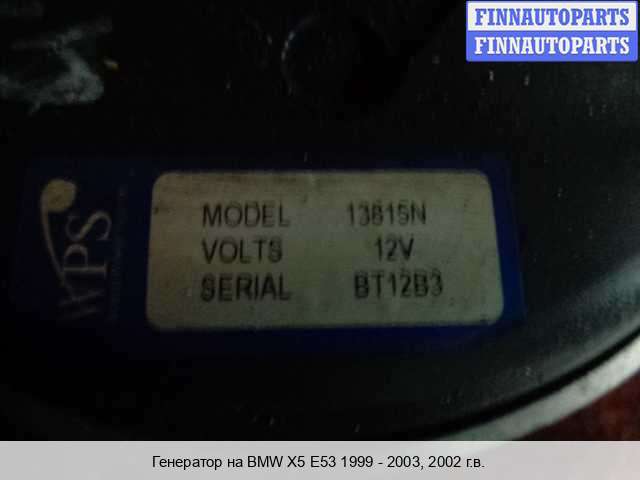 FINNAUTOPARTS
FINNAUTOPARTS
WPS
MODEL 13815N
VOLTS 12V
SERIAL BT12B3
Генератор на BMW X5 E53 1999 - 2003, 2002 г.в.